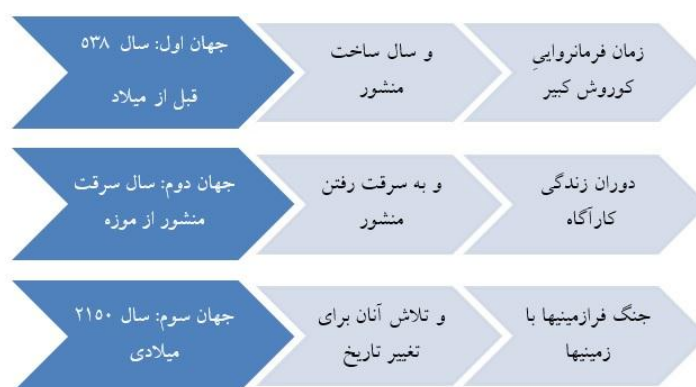 جهان اول: سال ۵۳۸
قبل از میلاد
و سال ساخت
منشور
زمان فرمانرواییِ
کوروش کبیر
جهان دوم: سال سرقت
منشور از موزه
و به سرقت رفتن
منشور
دوران زندگی
کارآگاه
جهان سوم: سال ۲۱۵۰
میلادی
و تلاش آنان برای
تغییر تاریخ
جنگ فرازمینیها با
زمینیها